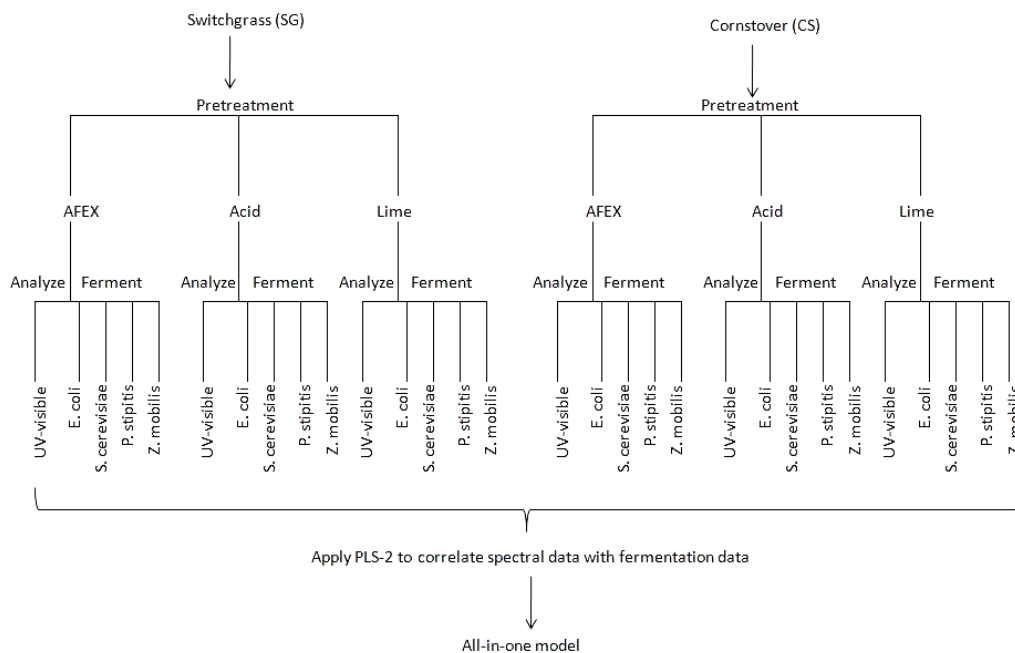 Switchgrass (SG)
Cornstover (CS)
Pretreatment
Pretreatment
AFEX
Acid
Lime
AFEX
Acid
Lime
Analyze Ferment
Analyze Ferment
Analyze Ferment
Analyze Ferment
Analyze Ferment
Analyze Ferment
UV-visible
E. coli
S. cerevisiae
P. stipitis
Z. mobilis
UV-visible
E. coli
S. cerevisiae
P. stipitis
Z. mobilis
UV-visible
E. coli
S. cerevisiae
P. stipitis
Z. mobilis
UV-visible
E. coli
S. cerevisiae
P. stipitis
Z. mobilis
UV-visible
E. coli
S. cerevisiae
P. stipitis
Z. mobilis
UV-visible
E. coli
S. cerevisiae
P. stipitis
Z. mobilis
Apply PLS-2 to correlate spectral data with fermentation data
All-in-one model